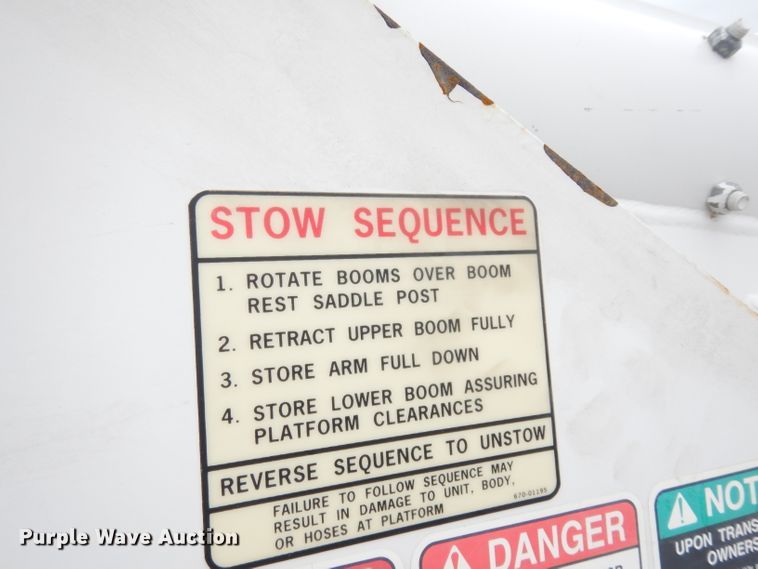 STOW SEQUENCE
1. ROTATE BOOMS OVER BOOM
REST SADDLE POST
2. RETRACT UPPER BOOM FULLY
3. STORE ARM FULL DOWN
4. STORE LOWER BOOM ASSURING
PLATFORM CLEARANCES
REVERSE SEQUENCE TO UNSTOW
FAILURE TO FOLLOW SEQUENCE MAY
RESULT IN DAMAGE TO UNIT, BODY,
OR HOSES AT PLATFORM
670-01195
DANGER
NOT
UPON TRANS
OWNERS
Purple Wave Auction